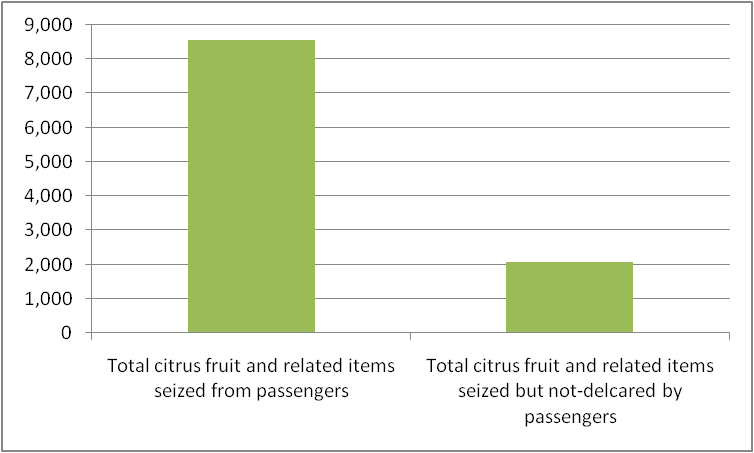 9,000
8,000
7,000
6,000
5,000
4,000
3,000
2,000
1,000
0
Total citrus fruit and related items
seized from passengers
Total citrus fruit and related items
seized but not-delcared by
passengers